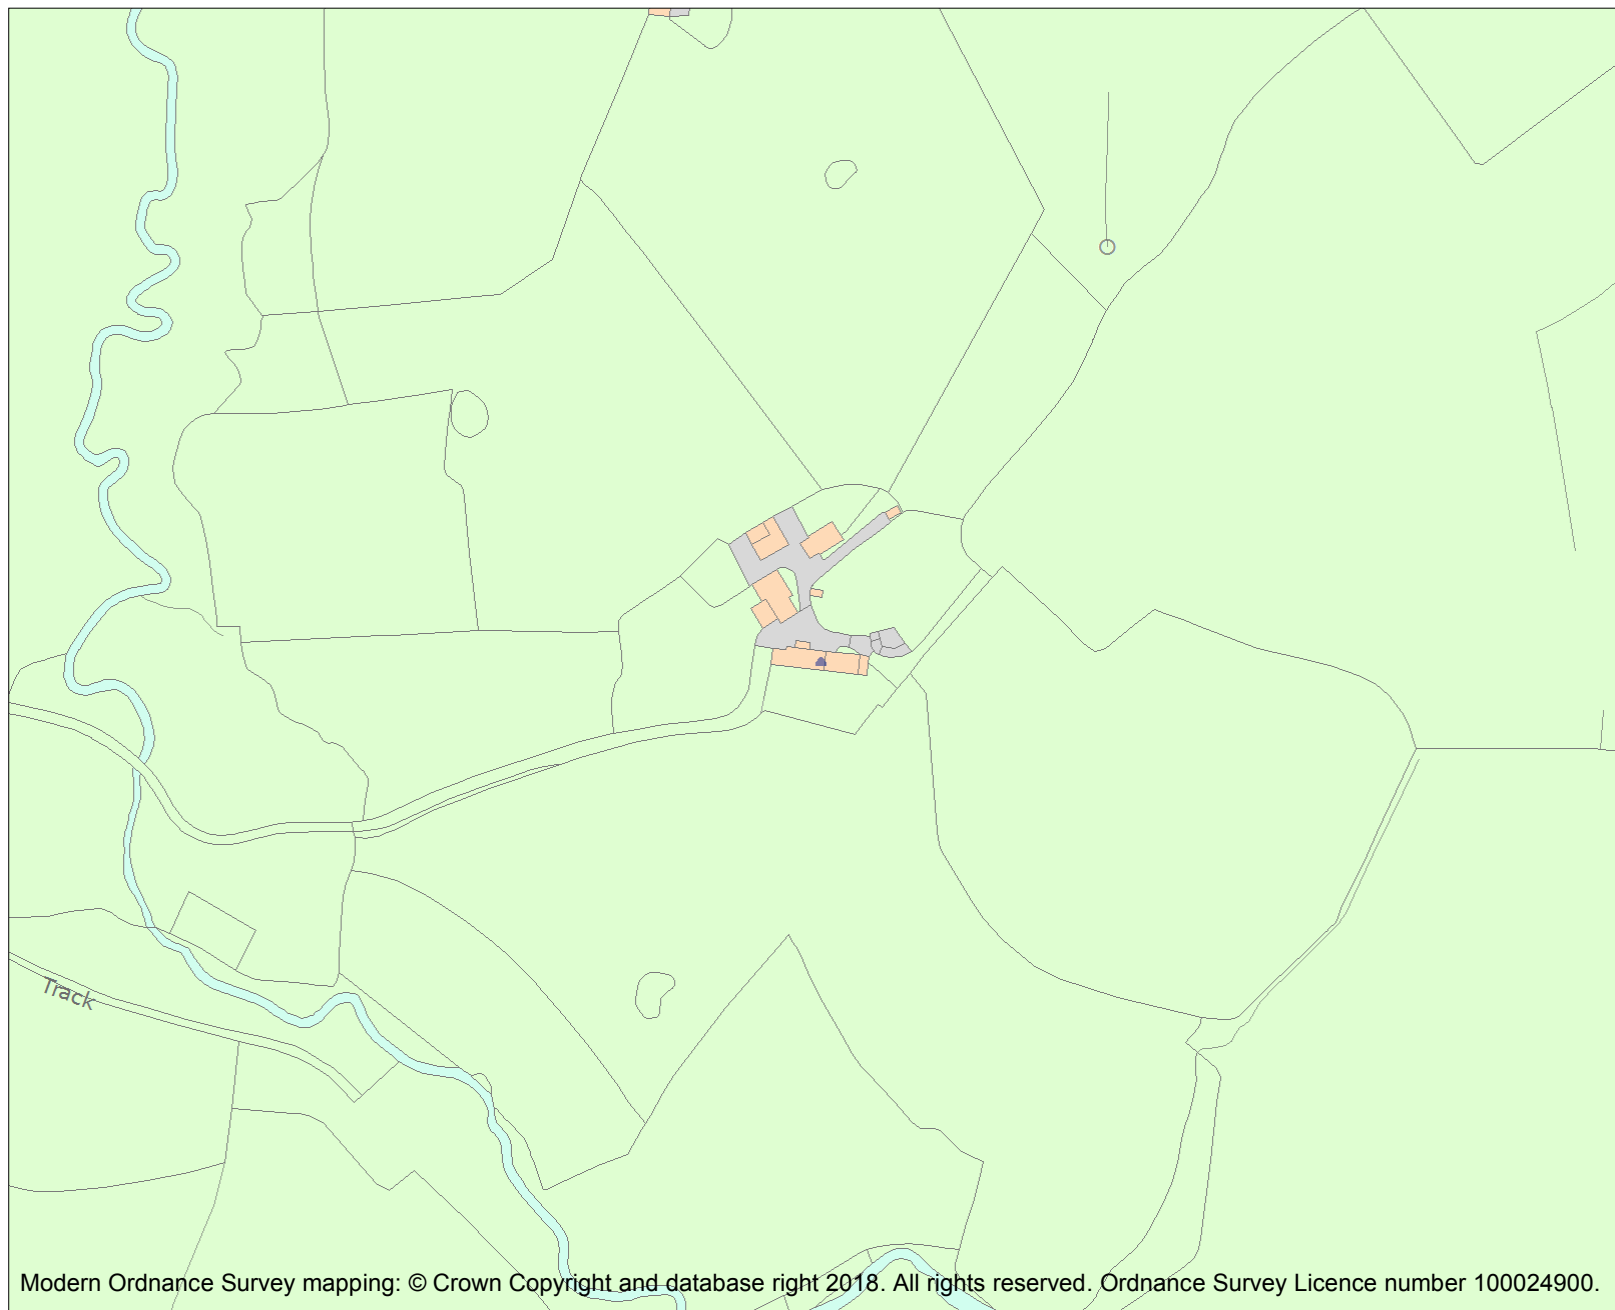 Track
Modern Ordnance Survey mapping: © Crown Copyright and database right 2018. All rights reserved. Ordnance Survey Licence number 100024900.